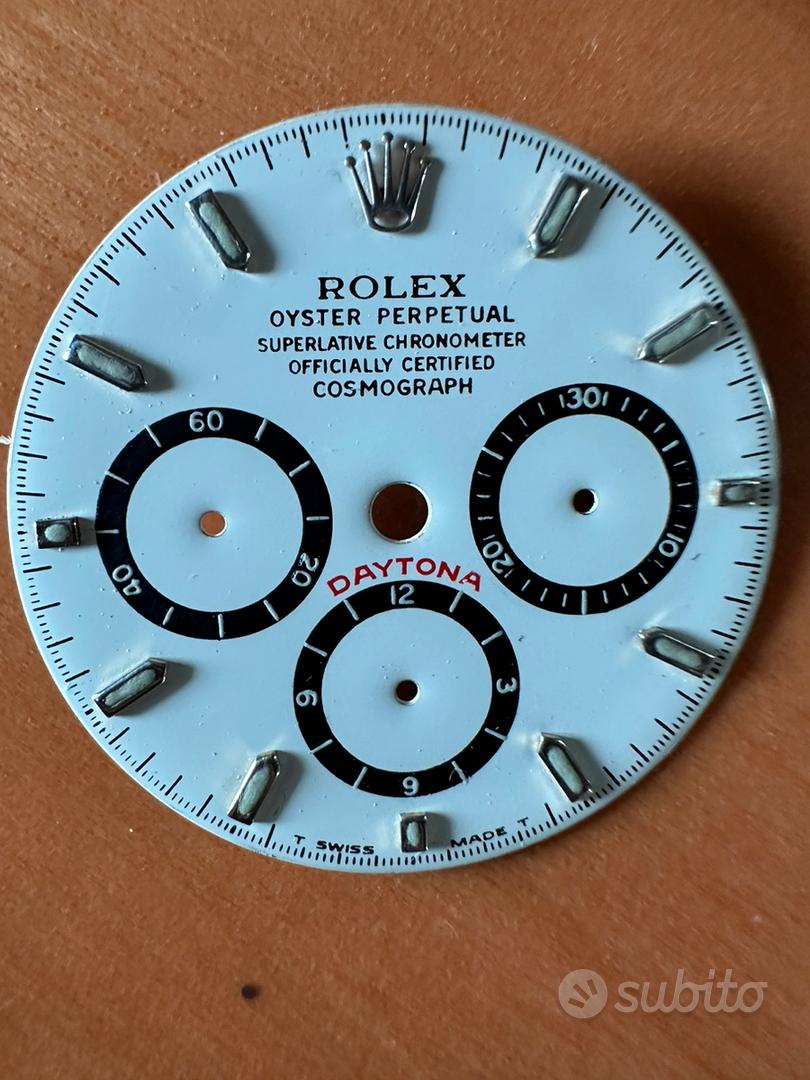 ROLEX
OYSTER PERPETUAL
SUPERLATIVE CHRONOMETER
OFFICIALLY CERTIFIED
COSMOGRAPH
60
20
40
30
10
20
DAYTONA
12
3
6
9
T SWISS MADE T
subito